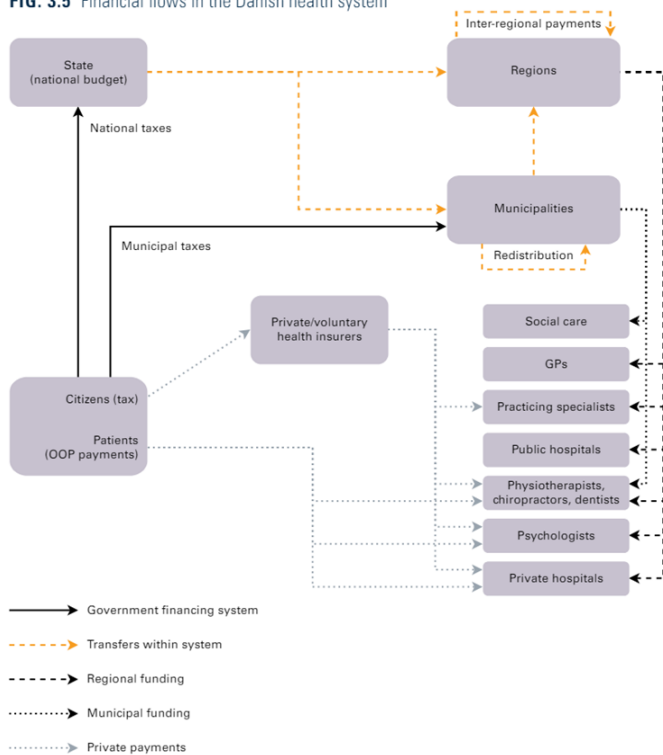 FIG. 3.5 Financial flows in the Danish health system
Inter-regional payments
State
(national budget)
Regions
National taxes
Municipalities
Municipal taxes
Redistribution
Private/voluntary
health insurers
Social care
GPs
Citizens (tax)
Practicing specialists
Patients
(OOP payments)
Public hospitals
Physiotherapists,
chiropractors, dentists
Psychologists
Private hospitals
Government financing system
Transfers within system
Regional funding
Municipal funding
Private payments